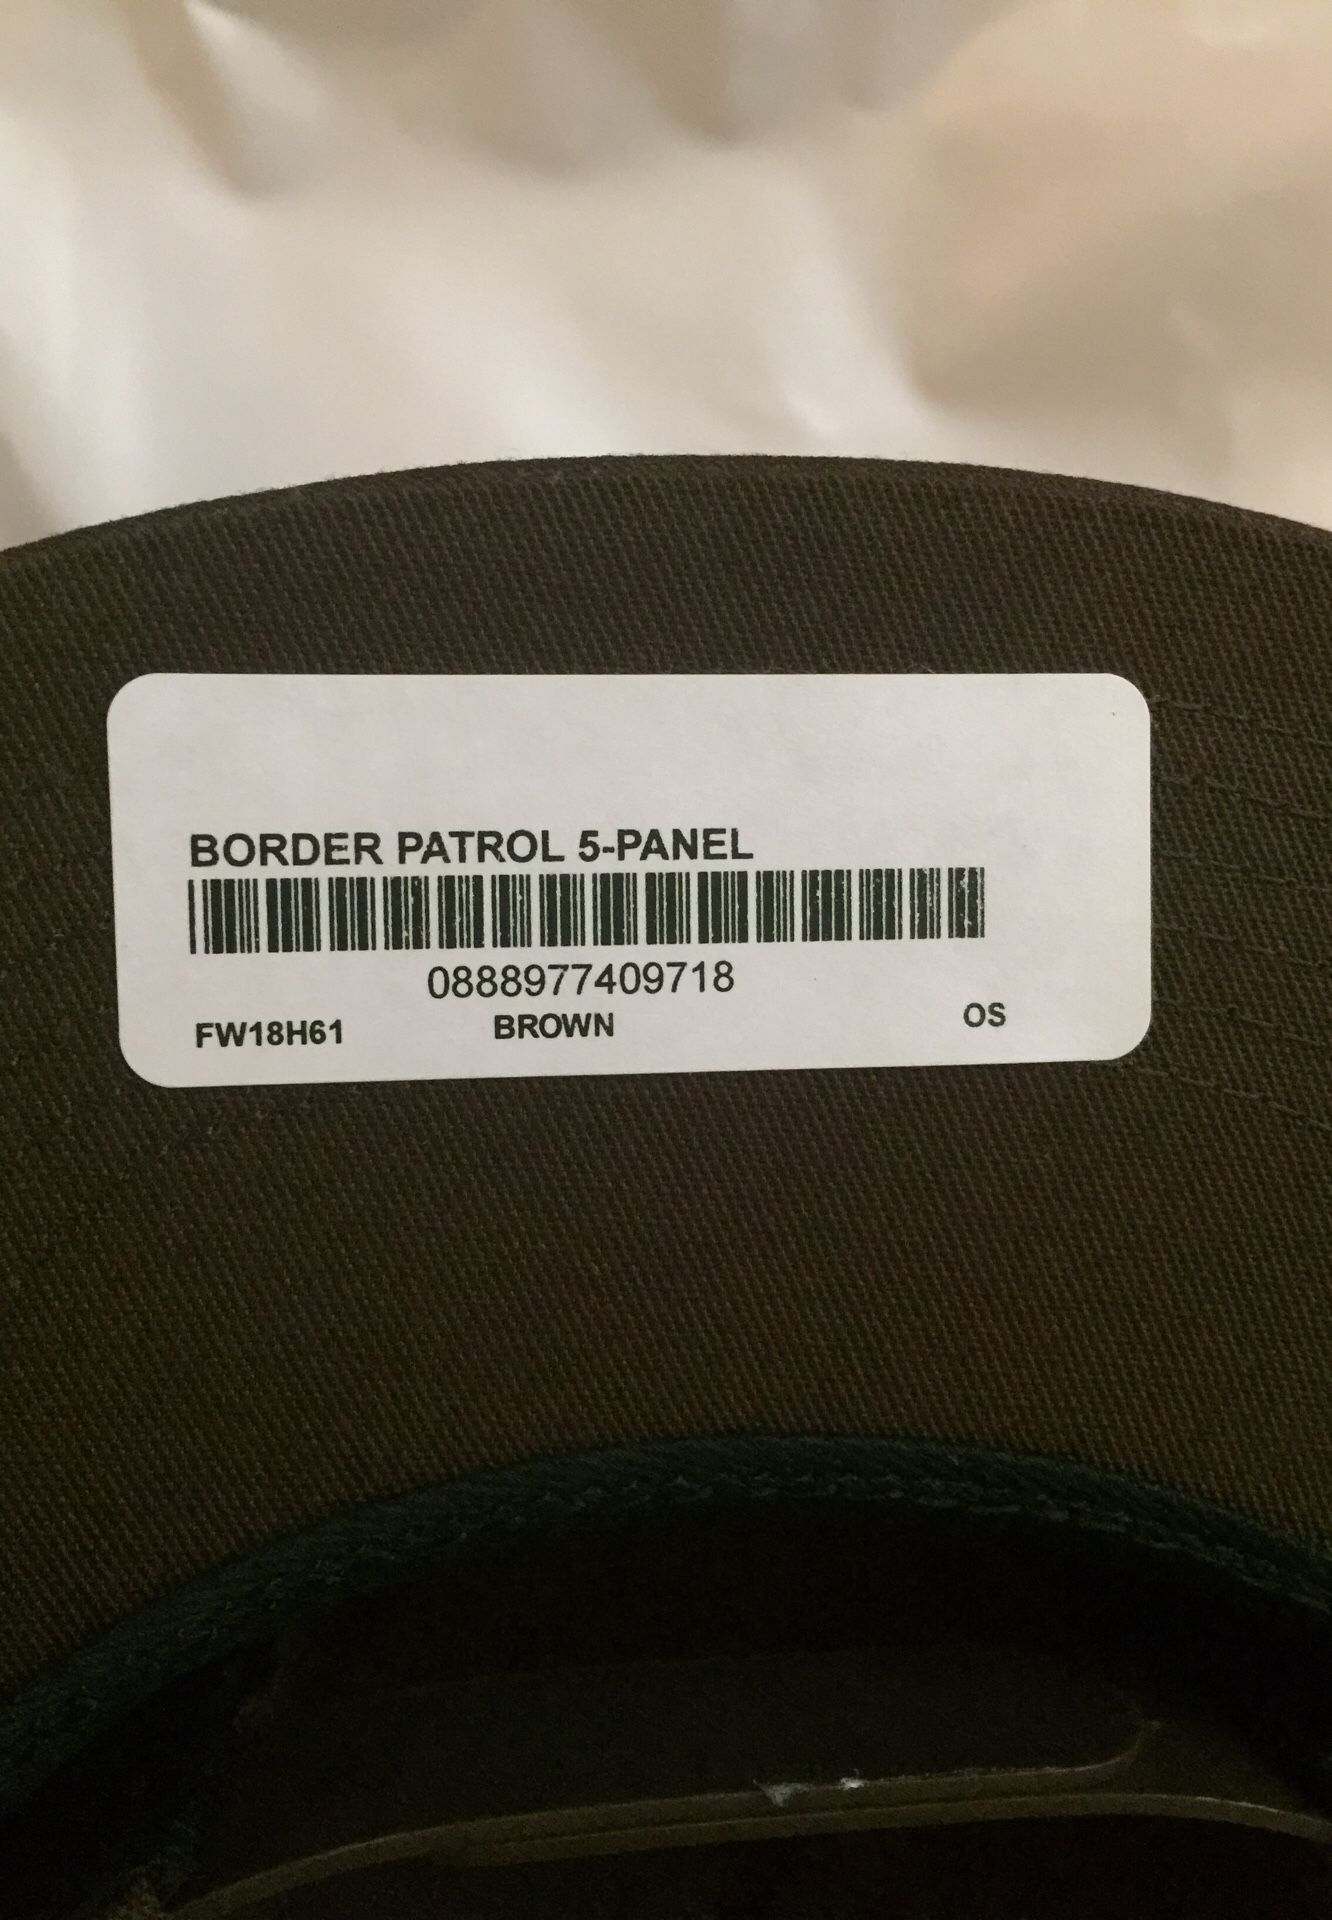 BORDER PATROL 5-PANEL
0888977409718
FW18H61 BROWN OS